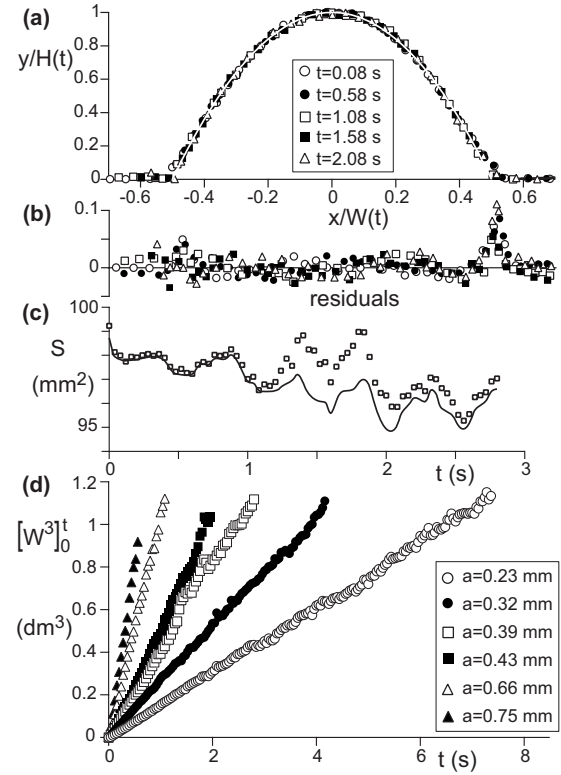 (a)
y/H(t)
1
0.8
0.6
0.4
0.2
0
t=0.08 s
t=0.58 s
t=1.08 s
t=1.58 s
t=2.08 s
-0.6 -0.4 -0.2 0 0.2 0.4 0.6
x/W(t)
(b)
0.1
0
residuals
(c)
100
S
(mm²)
95
0 1 2 3
t (s)
(d)
1.2
[W³]₀ᵗ
1
0.8
0.6
(dm³)
0.4
0.2
0
a=0.23 mm
a=0.32 mm
a=0.39 mm
a=0.43 mm
a=0.66 mm
a=0.75 mm
0 2 4 6 8
t (s)